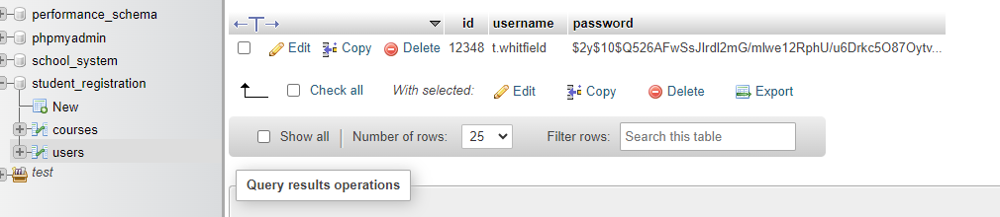 performance_schema
phpmyadmin
school_system
student_registration
New
courses
users
test
id username password
Edit Copy Delete 12348 t.whitfield $2y$10$Q526AFwSsJIrdl2mG/mlwe12RphU/u6Drkc5O87Oytv...
Check all With selected: Edit Copy Delete Export
Show all Number of rows: 25 Filter rows: Search this table
Query results operations